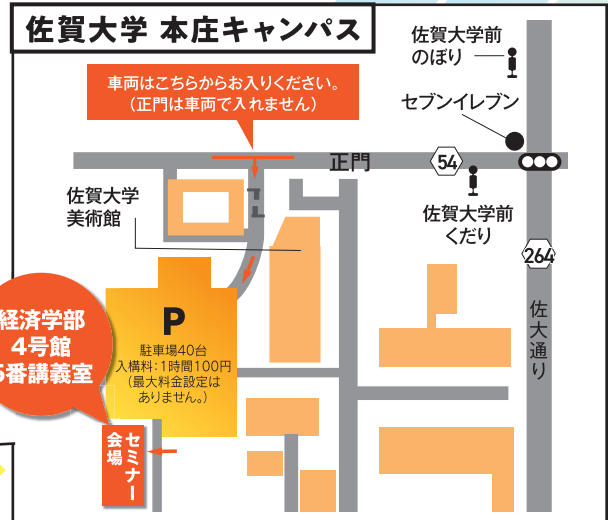 佐賀大学 本庄キャンパス
車両はこちらからお入りください。
（正門は車両で入れません）
佐賀大学前
のぼり
セブンイレブン
正門
54
佐賀大学
美術館
佐賀大学前
くだり
264
佐大通り
経済学部
4号館
5番講義室
P
駐車場40台
入構料：1時間100円
（最大料金設定は
ありません。）
セミナー
会場